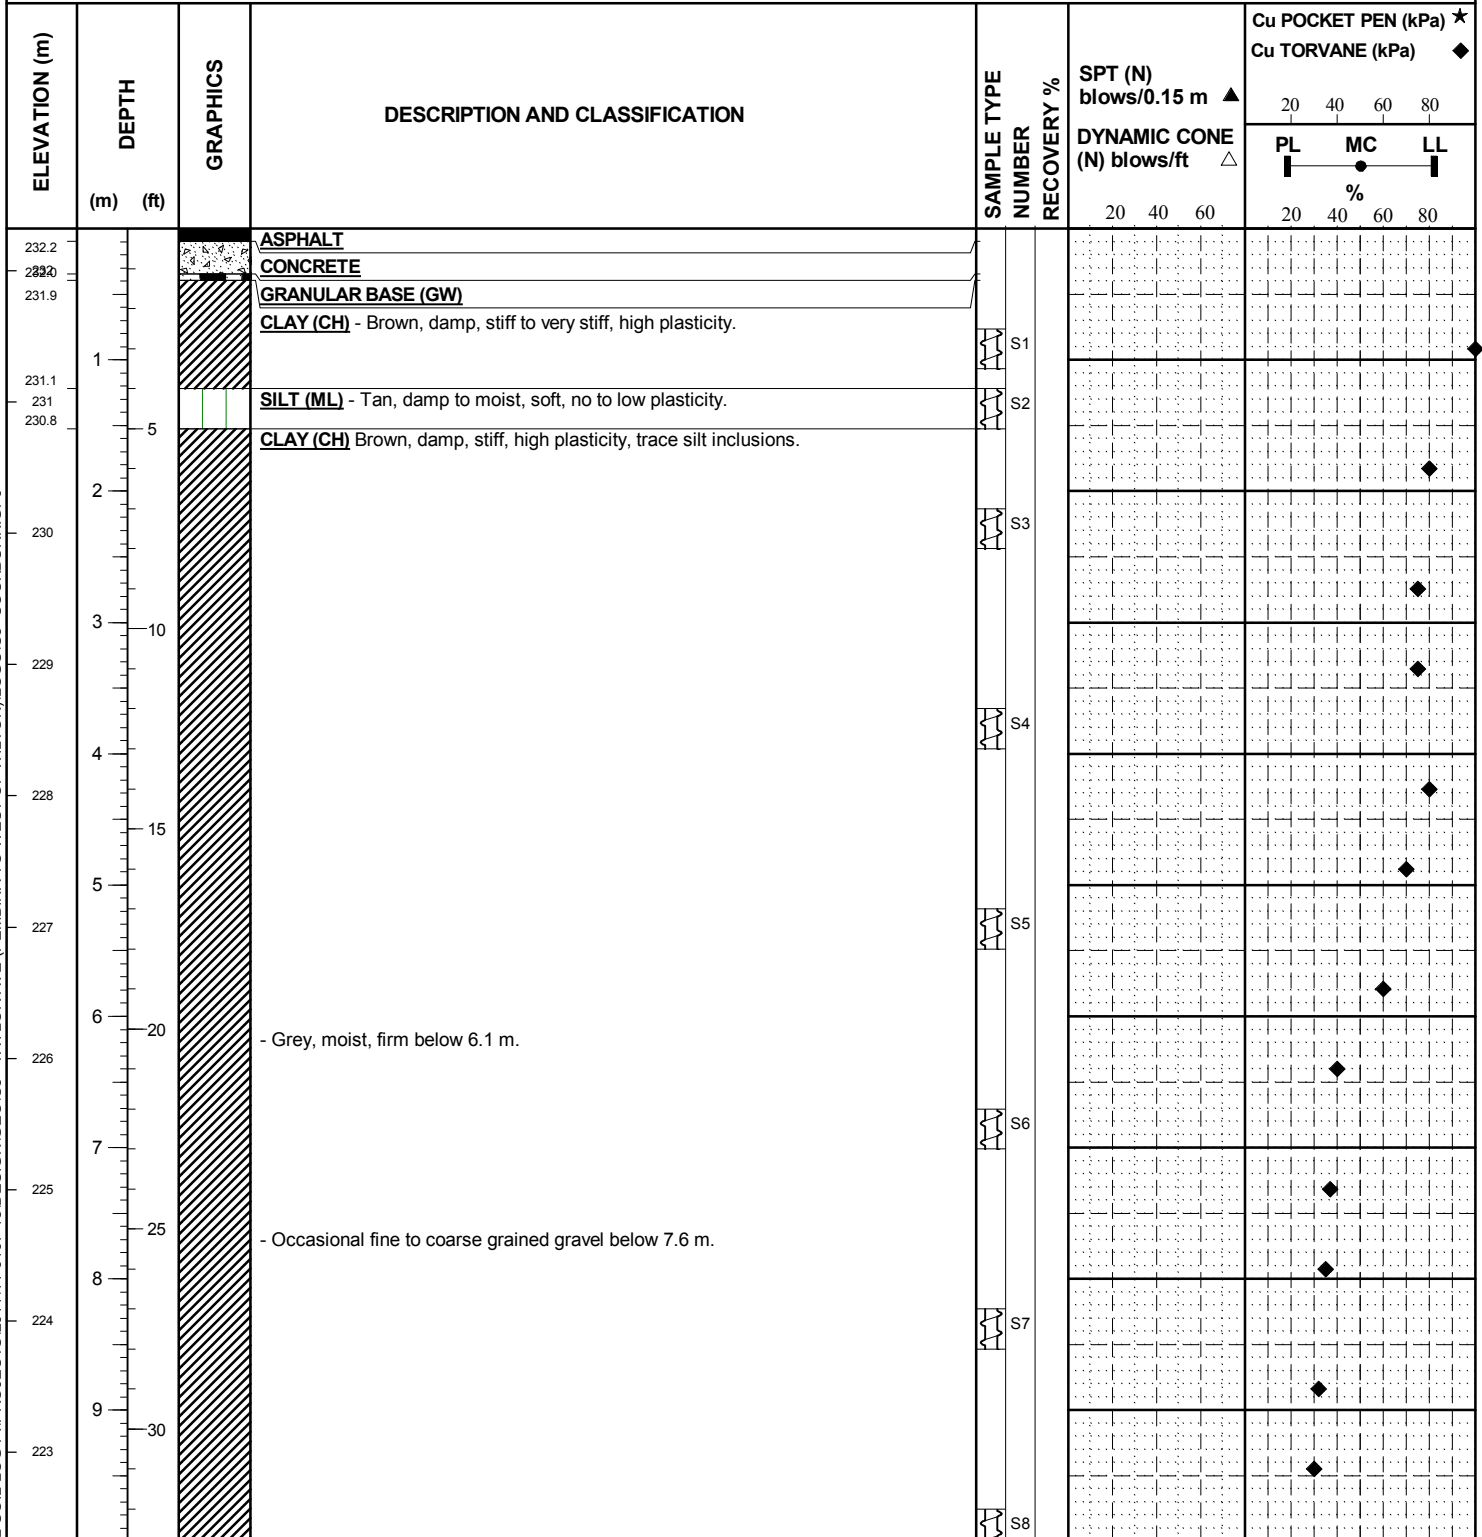 Cu POCKET PEN (kPa) ★
Cu TORVANE (kPa) ◆
20 40 60 80
ELEVATION (m)
DEPTH
(m) (ft)
GRAPHICS
DESCRIPTION AND CLASSIFICATION
SAMPLE TYPE
NUMBER
RECOVERY %
SPT (N)
blows/0.15 m ▲
DYNAMIC CONE
(N) blows/ft △
20 40 60
PL MC LL
%
20 40 60 80
232.2
ASPHALT
232.0
CONCRETE
231.9
GRANULAR BASE (GW)
CLAY (CH) - Brown, damp, stiff to very stiff, high plasticity.
S1
1
231.1
231
SILT (ML) - Tan, damp to moist, soft, no to low plasticity.
S2
230.8
5
CLAY (CH) Brown, damp, stiff, high plasticity, trace silt inclusions.
2
S3
230
3
10
229
S4
4
228
15
5
S5
227
6
20
- Grey, moist, firm below 6.1 m.
226
S6
7
225
25
- Occasional fine to coarse grained gravel below 7.6 m.
8
S7
224
9
30
223
S8